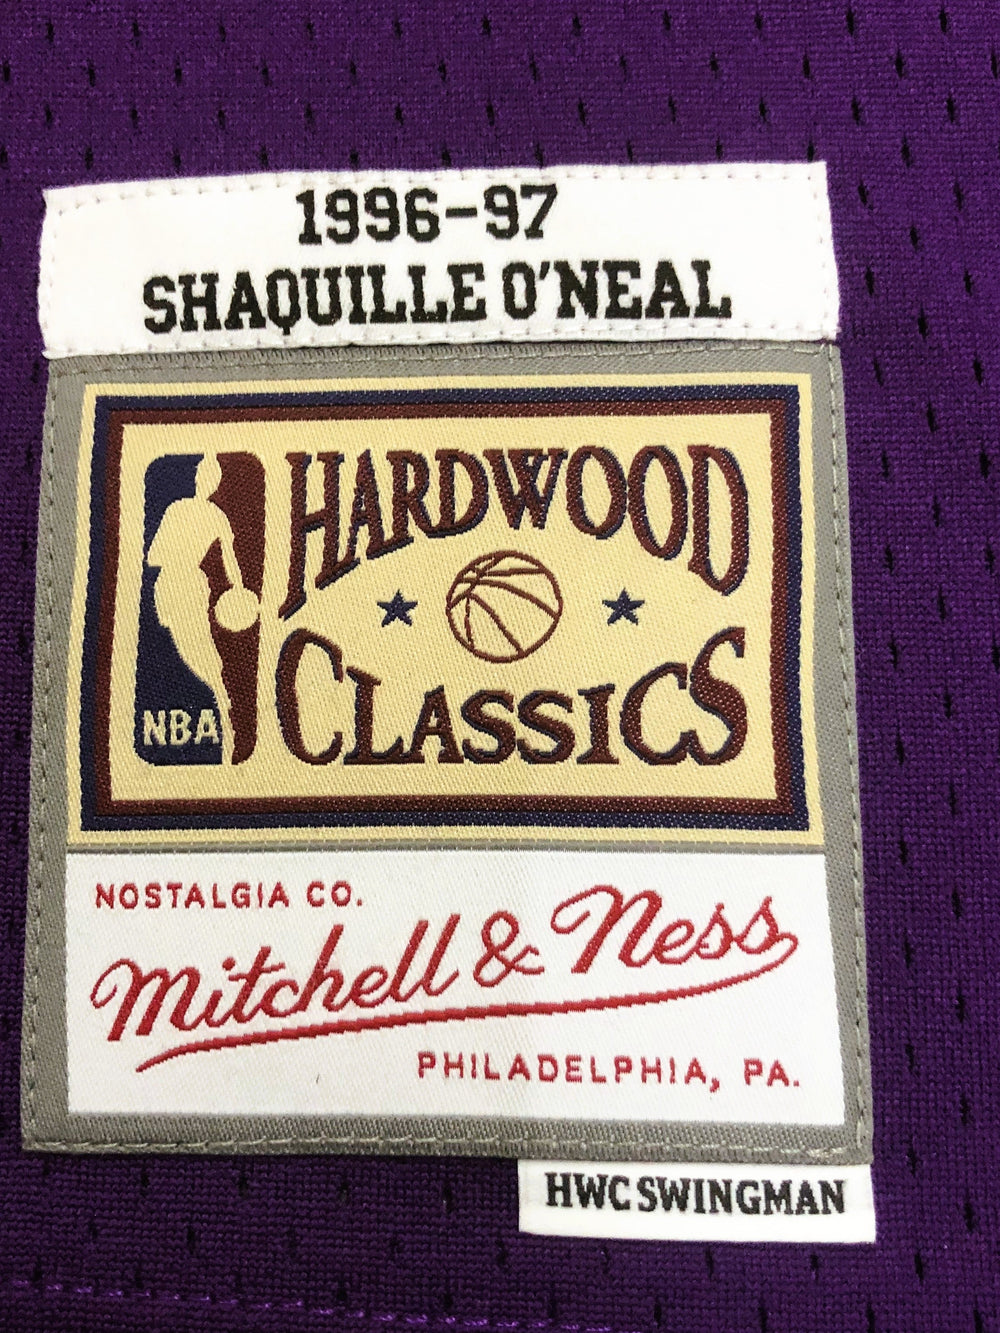 1996-97
SHAQUILLE O'NEAL
HARDWOOD
CLASSICS
NBA
NOSTALGIA CO.
Mitchell & Ness
PHILADELPHIA, PA.
HWC SWINGMAN